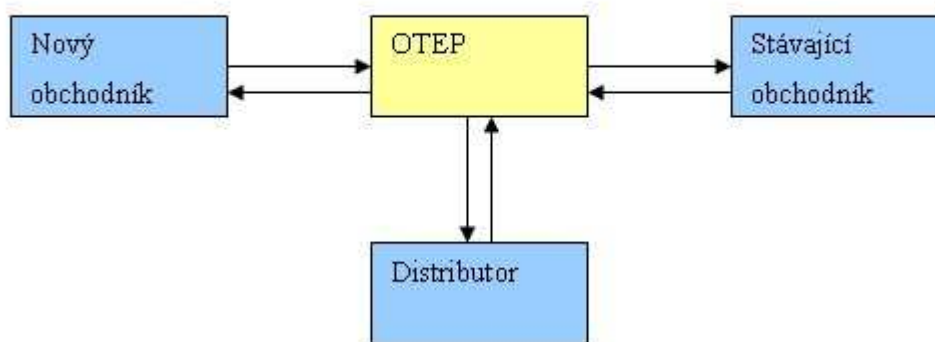 Nový
obchodník
OTEP
Stávající
obchodník
Distributor